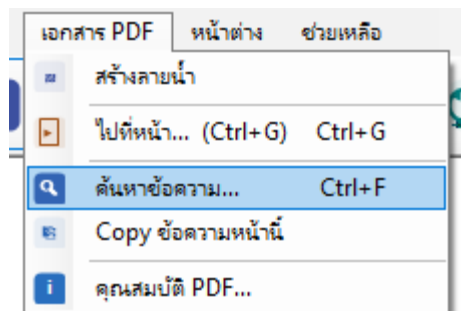 เอกสาร PDF หน้าต่าง ช่วยเหลือ
สร้างลายน้ำ
ไปที่หน้า... (Ctrl+G) Ctrl+G
ค้นหาข้อความ... Ctrl+F
Copy ข้อความหน้านี้
คุณสมบัติ PDF...